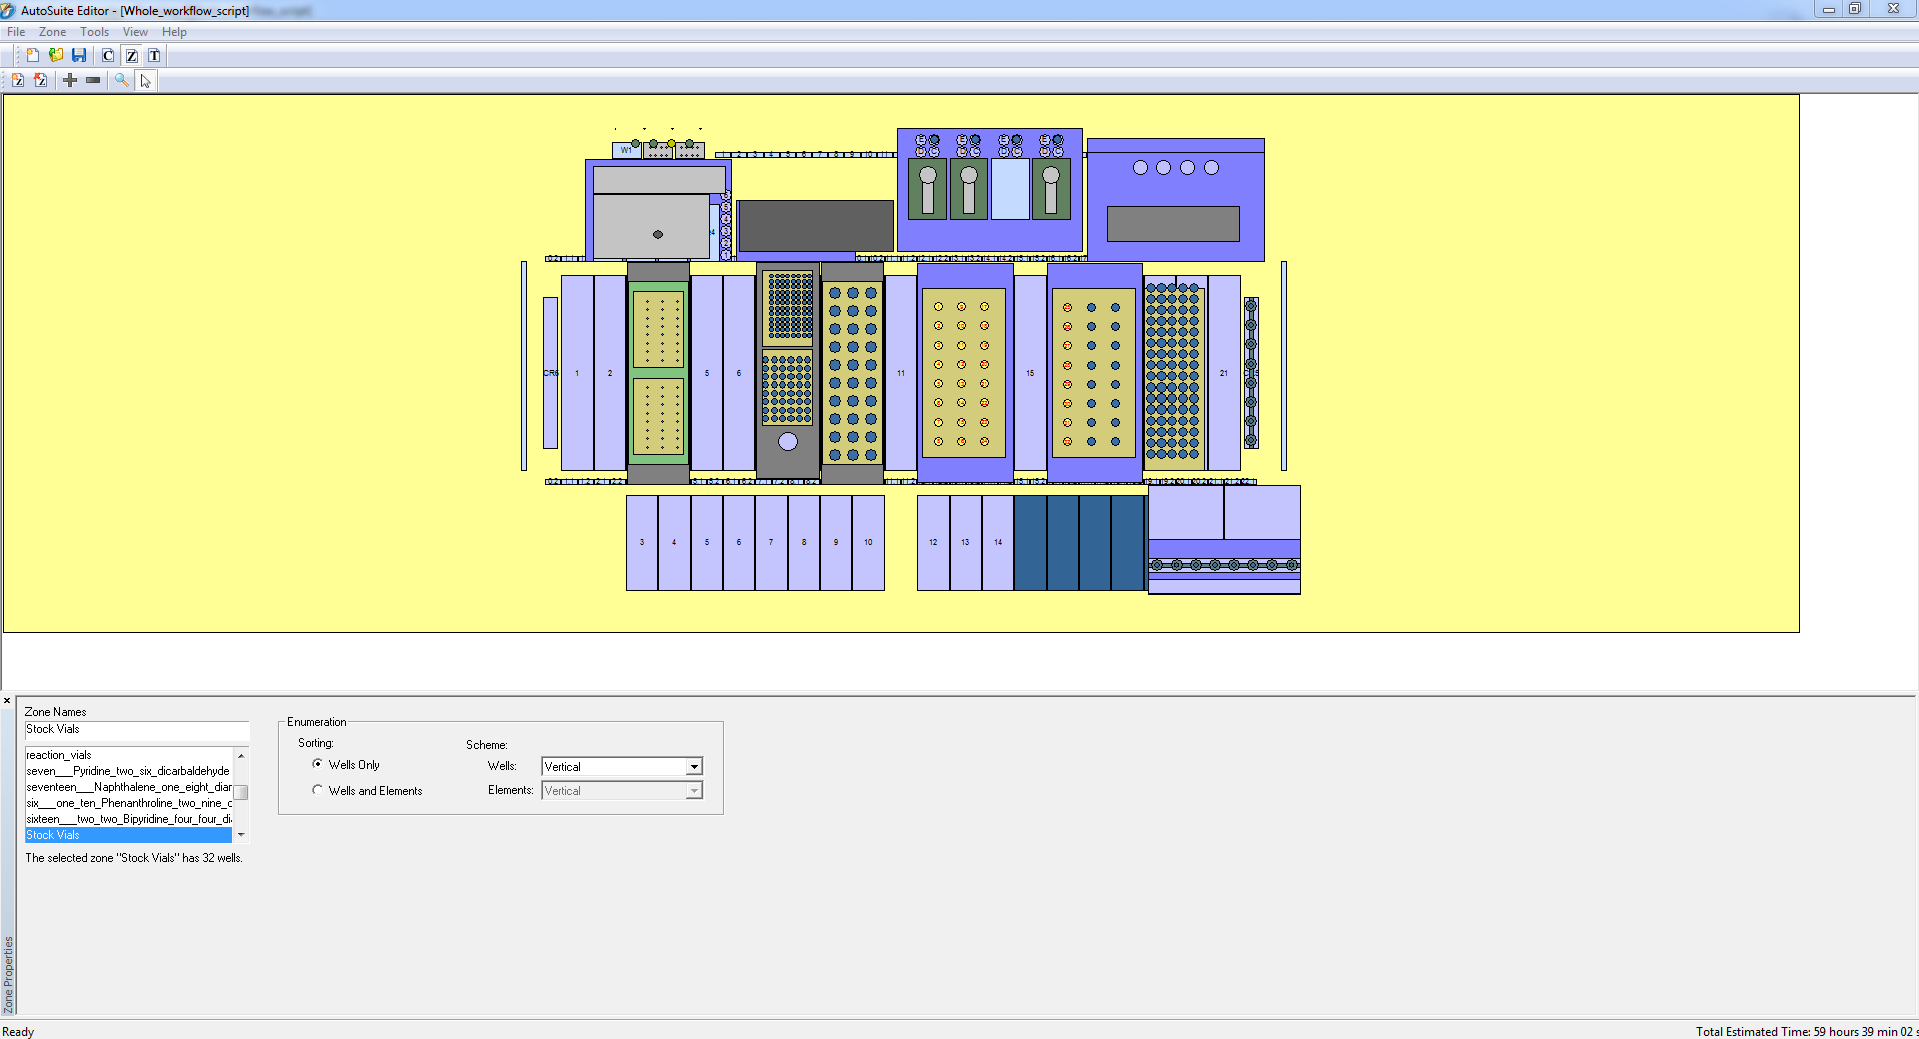 AutoSuite Editor - [Whole_workflow_script]
File Zone Tools View Help
C Z T
W1
CR6 1 2 5 6 11 15 21
3 4 5 6 7 8 9 10 12 13 14
Zone Names
Stock Vials
reaction_vials
seven___Pyridine_two_six_dicarbaldehyde
seventeen___Naphthalene_one_eight_diar
six___one_ten_Phenanthroline_two_nine_c
sixteen___two_two_Bipyridine_four_four_di
Stock Vials
The selected zone "Stock Vials" has 32 wells.
Enumeration
Sorting:
Wells Only
Wells and Elements
Scheme:
Wells: Vertical
Elements: Vertical
Zone Properties
Ready
Total Estimated Time: 59 hours 39 min 02 s